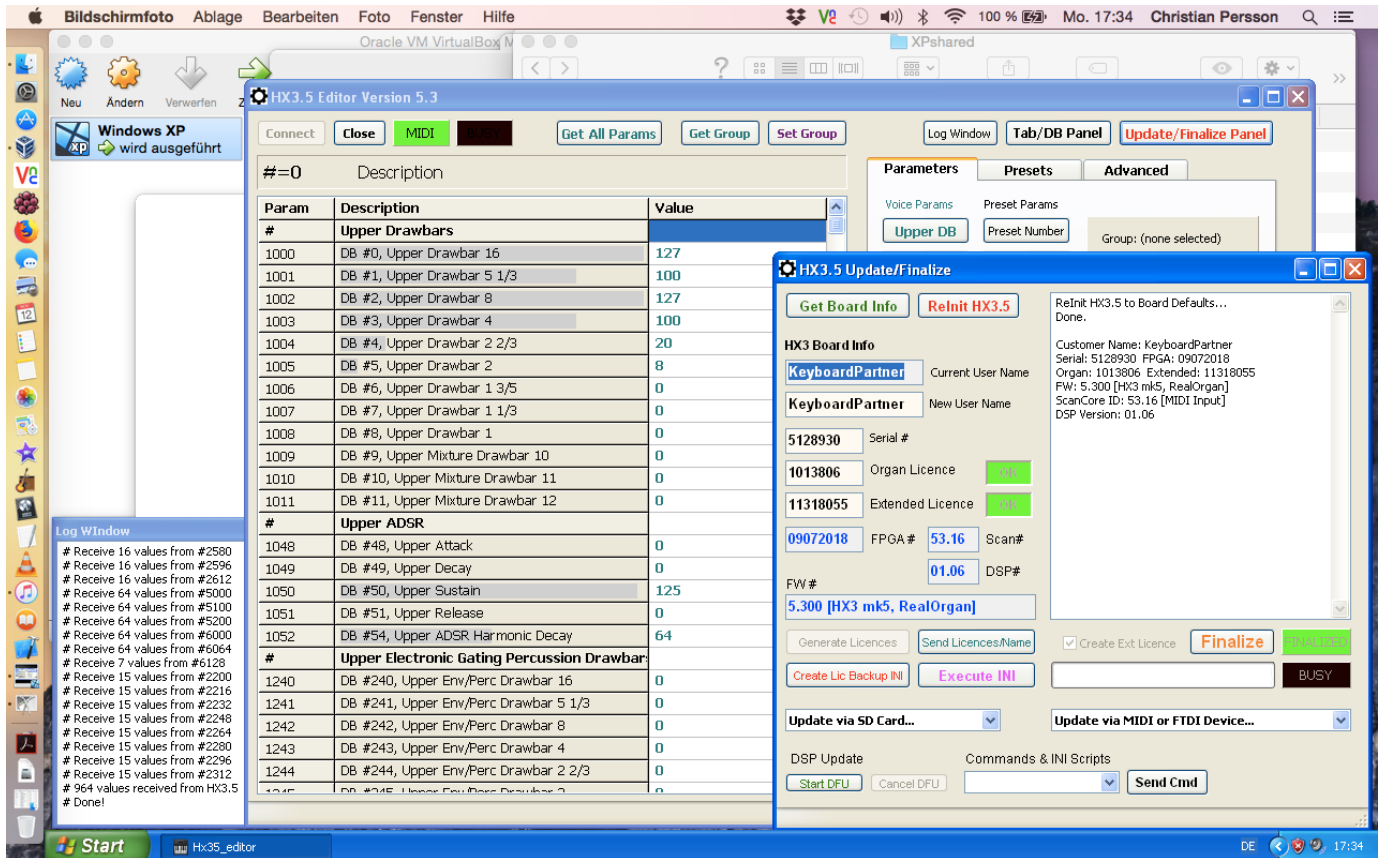 Bildschirmfoto Ablage Bearbeiten Foto Fenster Hilfe 100 % Mo. 17:34 Christian Persson
Oracle VM VirtualBox
XPshared
Neu Ändern Verwerfen
Windows XP
wird ausgeführt
HX3.5 Editor Version 5.3
Connect Close MIDI BUSY Get All Params Get Group Set Group Log Window Tab/DB Panel Update/Finalize Panel
#=0 Description
Parameters Presets Advanced
Voice Params Preset Params
Upper DB Preset Number Group: (none selected)
Param Description Value
# Upper Drawbars
1000 DB #0, Upper Drawbar 16 127
1001 DB #1, Upper Drawbar 5 1/3 100
1002 DB #2, Upper Drawbar 8 127
1003 DB #3, Upper Drawbar 4 100
1004 DB #4, Upper Drawbar 2 2/3 20
1005 DB #5, Upper Drawbar 2 8
1006 DB #6, Upper Drawbar 1 3/5 0
1007 DB #7, Upper Drawbar 1 1/3 0
1008 DB #8, Upper Drawbar 1 0
1009 DB #9, Upper Mixture Drawbar 10 0
1010 DB #10, Upper Mixture Drawbar 11 0
1011 DB #11, Upper Mixture Drawbar 12 0
# Upper ADSR
1048 DB #48, Upper Attack 0
1049 DB #49, Upper Decay 0
1050 DB #50, Upper Sustain 125
1051 DB #51, Upper Release 0
1052 DB #54, Upper ADSR Harmonic Decay 64
# Upper Electronic Gating Percussion Drawbar
1240 DB #240, Upper Env/Perc Drawbar 16 0
1241 DB #241, Upper Env/Perc Drawbar 5 1/3 0
1242 DB #242, Upper Env/Perc Drawbar 8 0
1243 DB #243, Upper Env/Perc Drawbar 4 0
1244 DB #244, Upper Env/Perc Drawbar 2 2/3 0
HX3.5 Update/Finalize
Get Board Info ReInit HX3.5
HX3 Board Info
KeyboardPartner Current User Name
KeyboardPartner New User Name
5128930 Serial #
1013806 Organ Licence
11318055 Extended Licence
09072018 FPGA# 53.16 Scan#
01.06 DSP#
FW#
5.300 [HX3 mk5, RealOrgan]
Generate Licences Send Licences/Name
Create Lic Backup INI Execute INI
Update via SD Card...
DSP Update
Start DFU Cancel DFU
ReInit HX3.5 to Board Defaults...
Done.
Customer Name: KeyboardPartner
Serial: 5128930 FPGA: 09072018
Organ: 1013806 Extended: 11318055
FW: 5.300 [HX3 mk5, RealOrgan]
ScanCore ID: 53.16 [MIDI Input]
DSP Version: 01.06
Create Ext Licence Finalize FINALIZED
BUSY
Update via MIDI or FTDI Device...
Commands & INI Scripts
Send Cmd
Log WIndow
# Receive 16 values from #2580
# Receive 16 values from #2596
# Receive 16 values from #2612
# Receive 64 values from #5000
# Receive 64 values from #5100
# Receive 64 values from #5200
# Receive 64 values from #6000
# Receive 64 values from #6064
# Receive 7 values from #6128
# Receive 15 values from #2200
# Receive 15 values from #2216
# Receive 15 values from #2232
# Receive 15 values from #2248
# Receive 15 values from #2264
# Receive 15 values from #2280
# Receive 15 values from #2296
# Receive 15 values from #2312
# 964 values received from HX3.5
# Done!
Start Hx35_editor DE 17:34